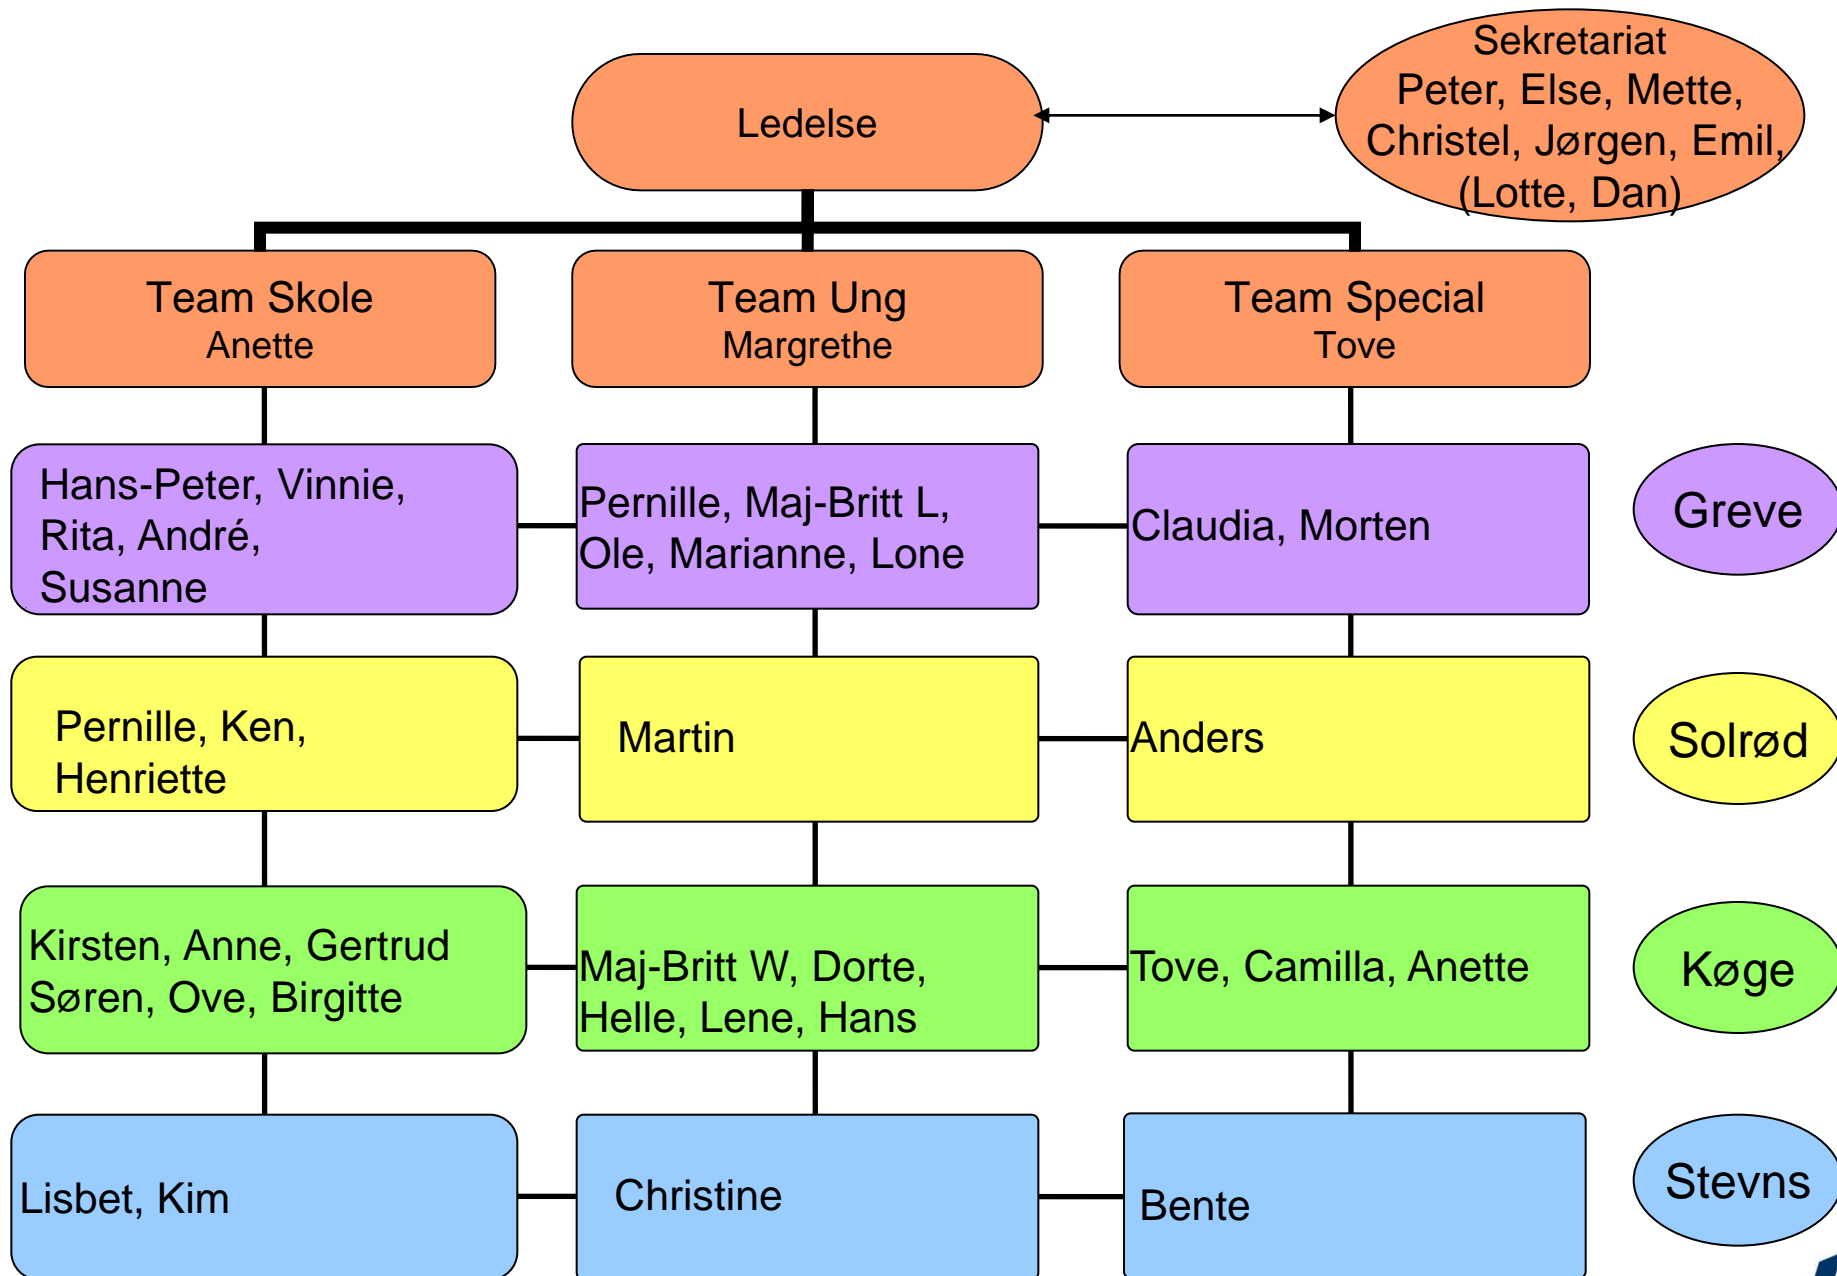 Sekretariat
Peter, Else, Mette,
Christel, Jørgen, Emil,
(Lotte, Dan)
Ledelse
Team Skole
Anette
Team Ung
Margrethe
Team Special
Tove
Hans-Peter, Vinnie,
Rita, André,
Susanne
Pernille, Maj-Britt L,
Ole, Marianne, Lone
Claudia, Morten
Greve
Pernille, Ken,
Henriette
Martin
Anders
Solrød
Kirsten, Anne, Gertrud
Søren, Ove, Birgitte
Maj-Britt W, Dorte,
Helle, Lene, Hans
Tove, Camilla, Anette
Køge
Lisbet, Kim
Christine
Bente
Stevns